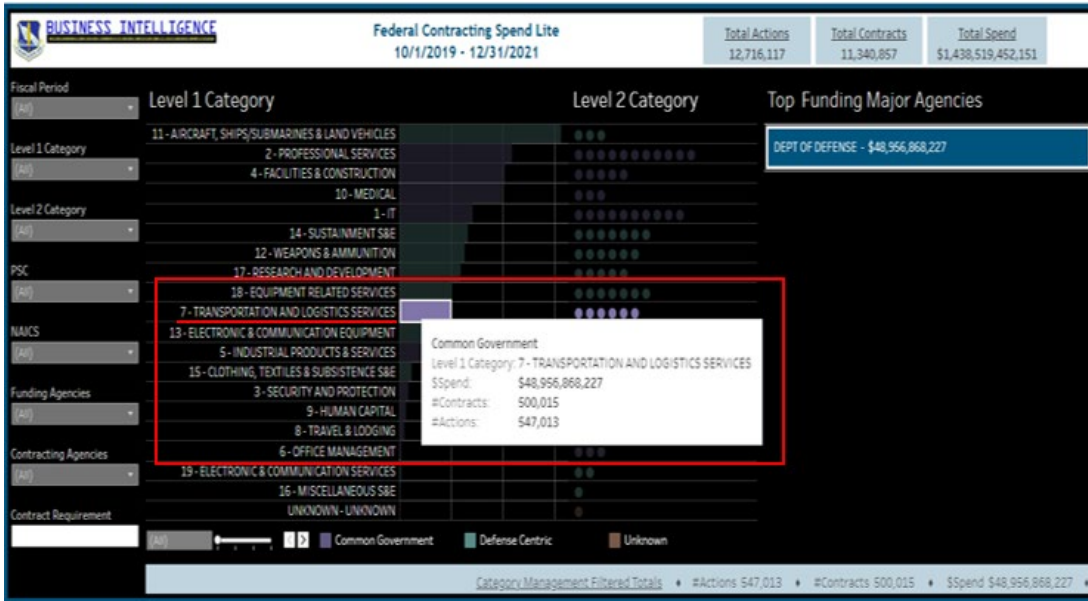 BUSINESS INTELLIGENCE
Federal Contracting Spend Lite
10/1/2019 - 12/31/2021
Total Actions
12,716,117
Total Contracts
11,340,857
Total Spend
$1,438,519,452,151
Fiscal Period
(All)
Level 1 Category
(All)
Level 2 Category
(All)
PSC
(All)
NAICS
(All)
Funding Agencies
(All)
Contracting Agencies
(All)
Contract Requirement
Level 1 Category
Level 2 Category
Top Funding Major Agencies
11 - AIRCRAFT, SHIPS/SUBMARINES & LAND VEHICLES
2 - PROFESSIONAL SERVICES
4 - FACILITIES & CONSTRUCTION
10 - MEDICAL
1 - IT
14 - SUSTAINMENT S&E
12 - WEAPONS & AMMUNITION
17 - RESEARCH AND DEVELOPMENT
18 - EQUIPMENT RELATED SERVICES
7 - TRANSPORTATION AND LOGISTICS SERVICES
13 - ELECTRONIC & COMMUNICATION EQUIPMENT
5 - INDUSTRIAL PRODUCTS & SERVICES
15 - CLOTHING, TEXTILES & SUBSISTENCE S&E
3 - SECURITY AND PROTECTION
9 - HUMAN CAPITAL
8 - TRAVEL & LODGING
6 - OFFICE MANAGEMENT
19 - ELECTRONIC & COMMUNICATION SERVICES
16 - MISCELLANEOUS S&E
UNKNOWN - UNKNOWN
DEPT OF DEFENSE - $48,956,868,227
Common Government
Level 1 Category: 7 - TRANSPORTATION AND LOGISTICS SERVICES
$Spend: $48,956,868,227
#Contracts: 500,015
#Actions: 547,013
(All)
Common Government
Defense Centric
Unknown
Category Management Filtered Totals ♦ #Actions 547,013 ♦ #Contracts 500,015 ♦ $Spend $48,956,868,227 ♦